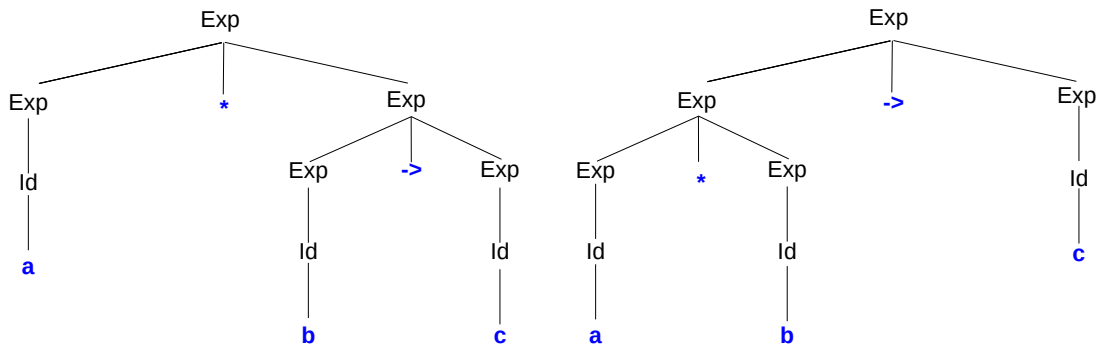 Exp Exp
Exp * Exp Exp -> Exp
Id Exp -> Exp Exp * Exp Id
a Id Id Id Id c
b c a b